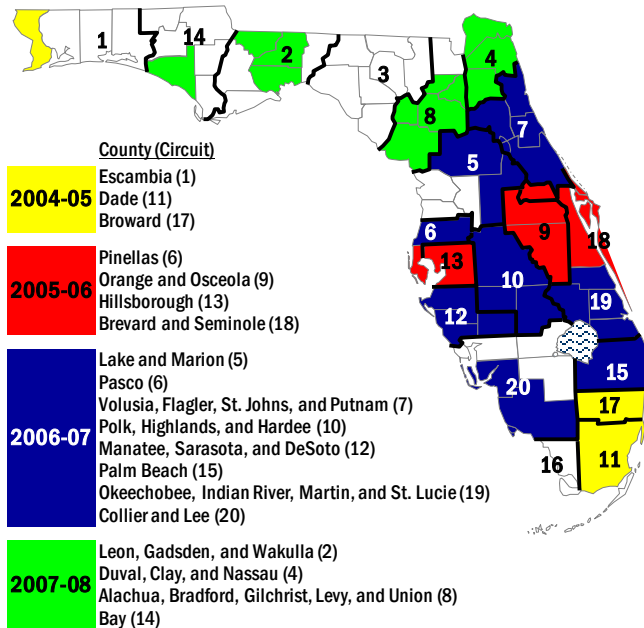 1
14
2
3
4
8
7
5
6
9
18
13
10
19
12
15
20
17
16
11
County (Circuit)
2004-05
Escambia (1)
Dade (11)
Broward (17)
2005-06
Pinellas (6)
Orange and Osceola (9)
Hillsborough (13)
Brevard and Seminole (18)
2006-07
Lake and Marion (5)
Pasco (6)
Volusia, Flagler, St. Johns, and Putnam (7)
Polk, Highlands, and Hardee (10)
Manatee, Sarasota, and DeSoto (12)
Palm Beach (15)
Okeechobee, Indian River, Martin, and St. Lucie (19)
Collier and Lee (20)
2007-08
Leon, Gadsden, and Wakulla (2)
Duval, Clay, and Nassau (4)
Alachua, Bradford, Gilchrist, Levy, and Union (8)
Bay (14)